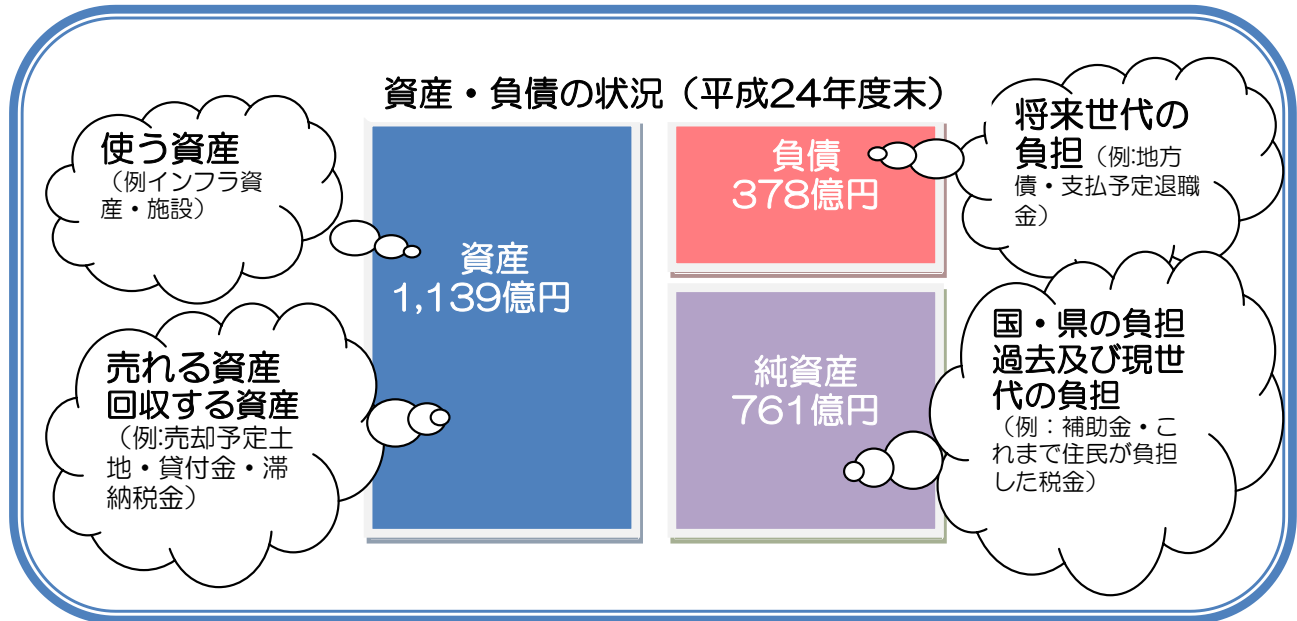 資産・負債の状況（平成24年度末）
使う資産
（例インフラ資
産・施設）
売れる資産
回収する資産
（例:売却予定土
地・貸付金・滞
納税金）
資産
1,139億円
負債
378億円
純資産
761億円
将来世代の
負担（例:地方
債・支払予定退職
金）
国・県の負担
過去及び現世
代の負担
（例：補助金・こ
れまで住民が負担
した税金）